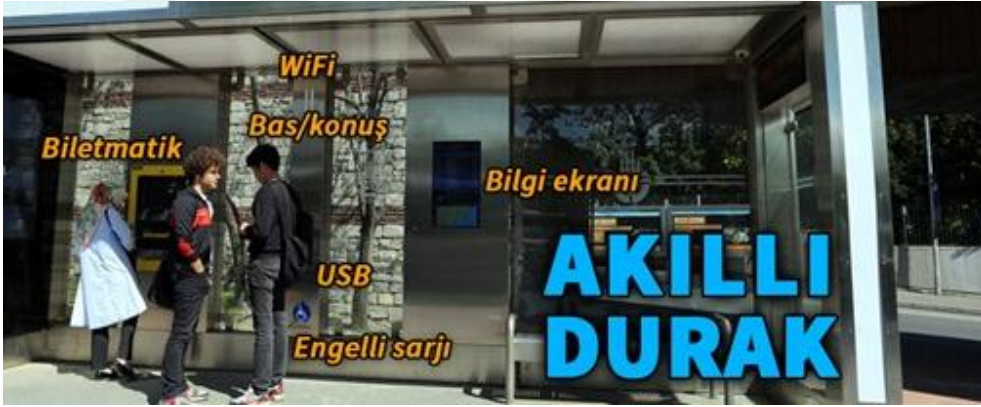 WiFi
Bas/konuş
Biletmatik
Bilgi ekranı
USB
Engelli sarjı
AKILLI
DURAK